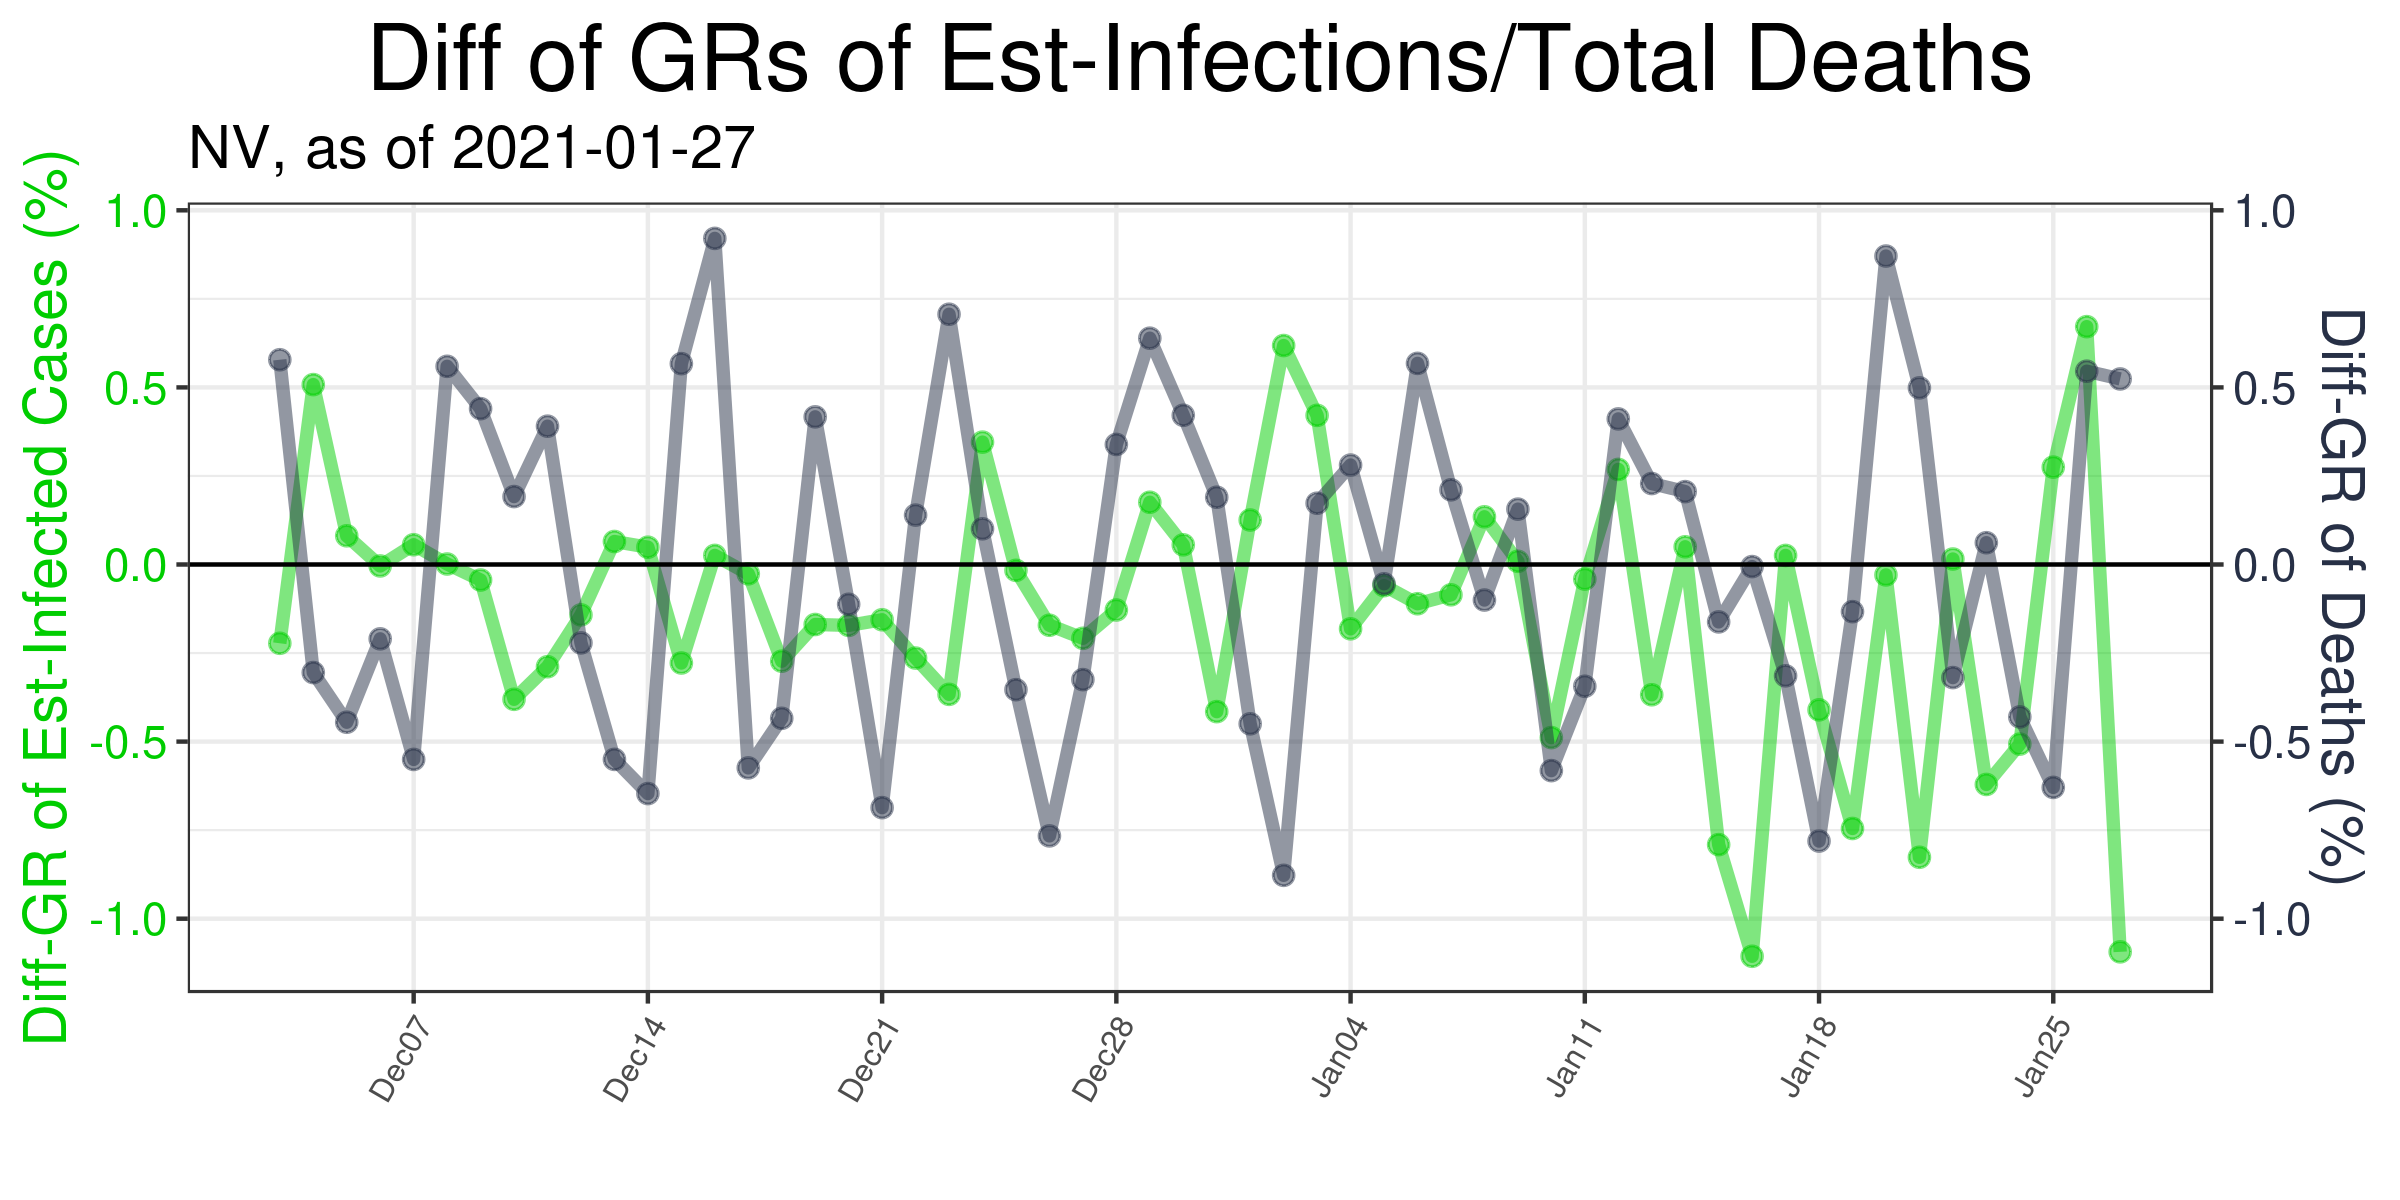 Diff of GRs of Est-Infections/Total Deaths
NV, as of 2021-01-27
Diff-GR of Est-Infected Cases (%)
1.0
0.5
0.0
-0.5
-1.0
1.0
0.5
0.0
-0.5
-1.0
Diff-GR of Deaths (%)
Dec07
Dec14
Dec21
Dec28
Jan04
Jan11
Jan18
Jan25